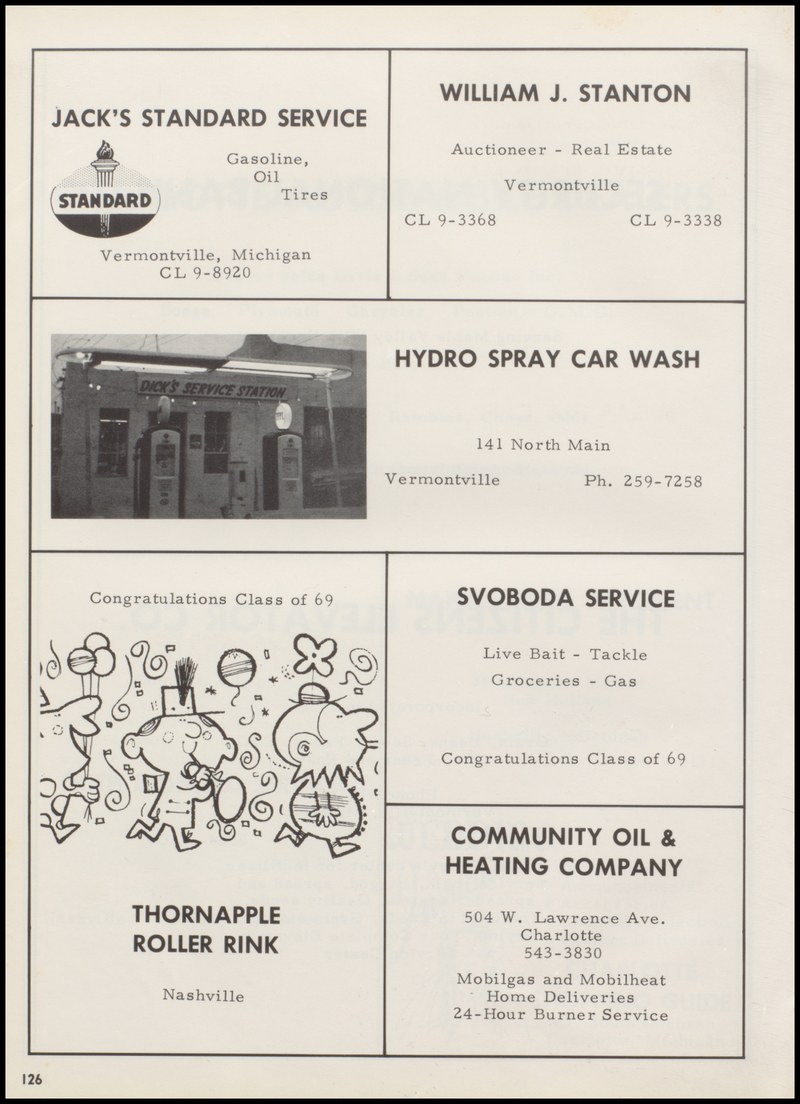 JACK'S STANDARD SERVICE
Gasoline,
Oil
Tires
STANDARD
Vermontville, Michigan
CL 9-8920
WILLIAM J. STANTON
Auctioneer - Real Estate
Vermontville
CL 9-3368 CL 9-3338
DICK'S SERVICE STATION
HYDRO SPRAY CAR WASH
141 North Main
Vermontville Ph. 259-7258
Congratulations Class of 69
THORNAPPLE
ROLLER RINK
Nashville
SVOBODA SERVICE
Live Bait - Tackle
Groceries - Gas
Congratulations Class of 69
COMMUNITY OIL &
HEATING COMPANY
504 W. Lawrence Ave.
Charlotte
543-3830
Mobilgas and Mobilheat
Home Deliveries
24-Hour Burner Service
126